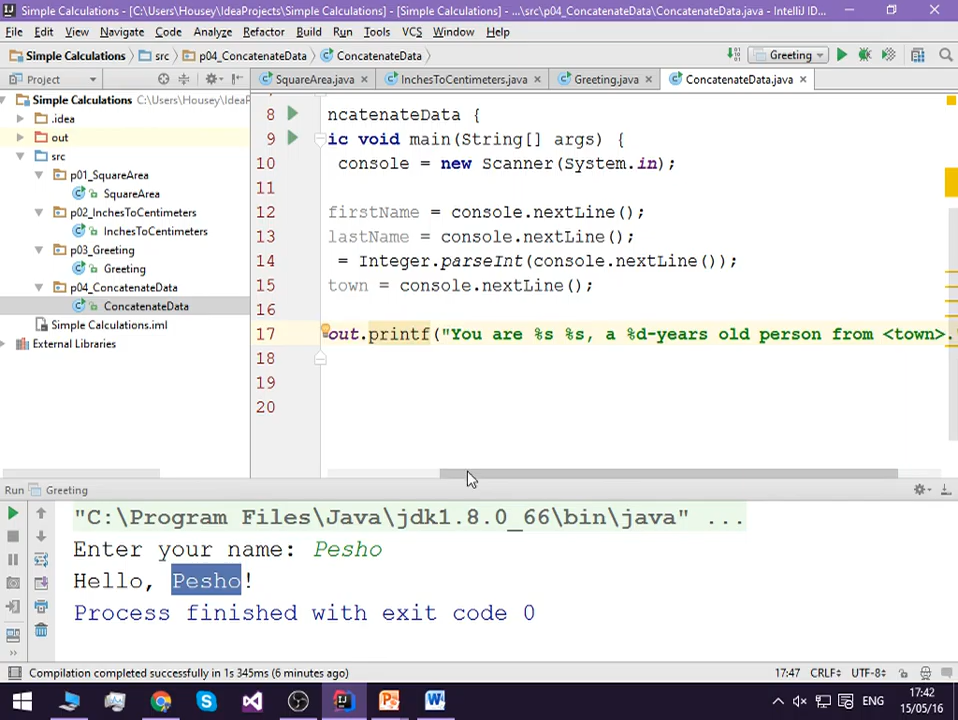 Simple Calculations - [C:\Users\Housey\IdeaProjects\Simple Calculations] - [Simple Calculations] - ...\src\p04_ConcatenateData\ConcatenateData.java - IntelliJ ID...
File Edit View Navigate Code Analyze Refactor Build Run Tools VCS Window Help
Simple Calculations src p04_ConcatenateData ConcatenateData Greeting
Project SquareArea.java InchesToCentimeters.java Greeting.java ConcatenateData.java
Simple Calculations C:\Users\Housey\IdeaP
.idea
out
src
p01_SquareArea
SquareArea
p02_InchesToCentimeters
InchesToCentimeters
p03_Greeting
Greeting
p04_ConcatenateData
ConcatenateData
Simple Calculations.iml
External Libraries
8 ncatenateData {
9 ic void main(String[] args) {
10 console = new Scanner(System.in);
11
12 firstName = console.nextLine();
13 lastName = console.nextLine();
14 = Integer.parseInt(console.nextLine());
15 town = console.nextLine();
16
17 out.printf("You are %s %s, a %d-years old person from <town>."
18
19
20
Run Greeting
"C:\Program Files\Java\jdk1.8.0_66\bin\java" ...
Enter your name: Pesho
Hello, Pesho!
Process finished with exit code 0
Compilation completed successfully in 1s 345ms (6 minutes ago) 17:47 CRLF UTF-8
ENG 17:42
15/05/16